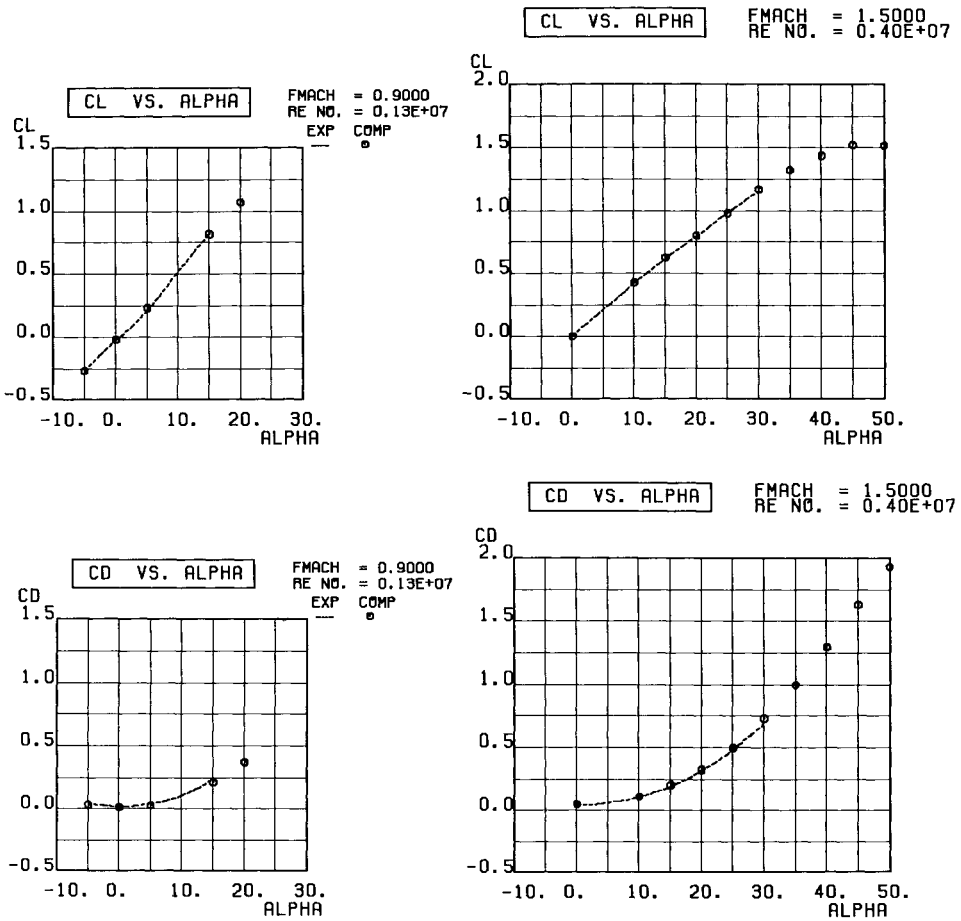 CL VS. ALPHA
FMACH = 1.5000
RE NO. = 0.40E+07
CL
2.0
1.5
1.0
0.5
0.0
-0.5
-10. 0. 10. 20. 30. 40. 50.
ALPHA
CL VS. ALPHA
FMACH = 0.9000
RE NO. = 0.13E+07
EXP COMP
CL
1.5
1.0
0.5
0.0
-0.5
-10. 0. 10. 20. 30.
ALPHA
CD VS. ALPHA
FMACH = 1.5000
RE NO. = 0.40E+07
CD
2.0
1.5
1.0
0.5
0.0
-0.5
-10. 0. 10. 20. 30. 40. 50.
ALPHA
CD VS. ALPHA
FMACH = 0.9000
RE NO. = 0.13E+07
EXP COMP
CD
1.5
1.0
0.5
0.0
-0.5
-10. 0. 10. 20. 30.
ALPHA